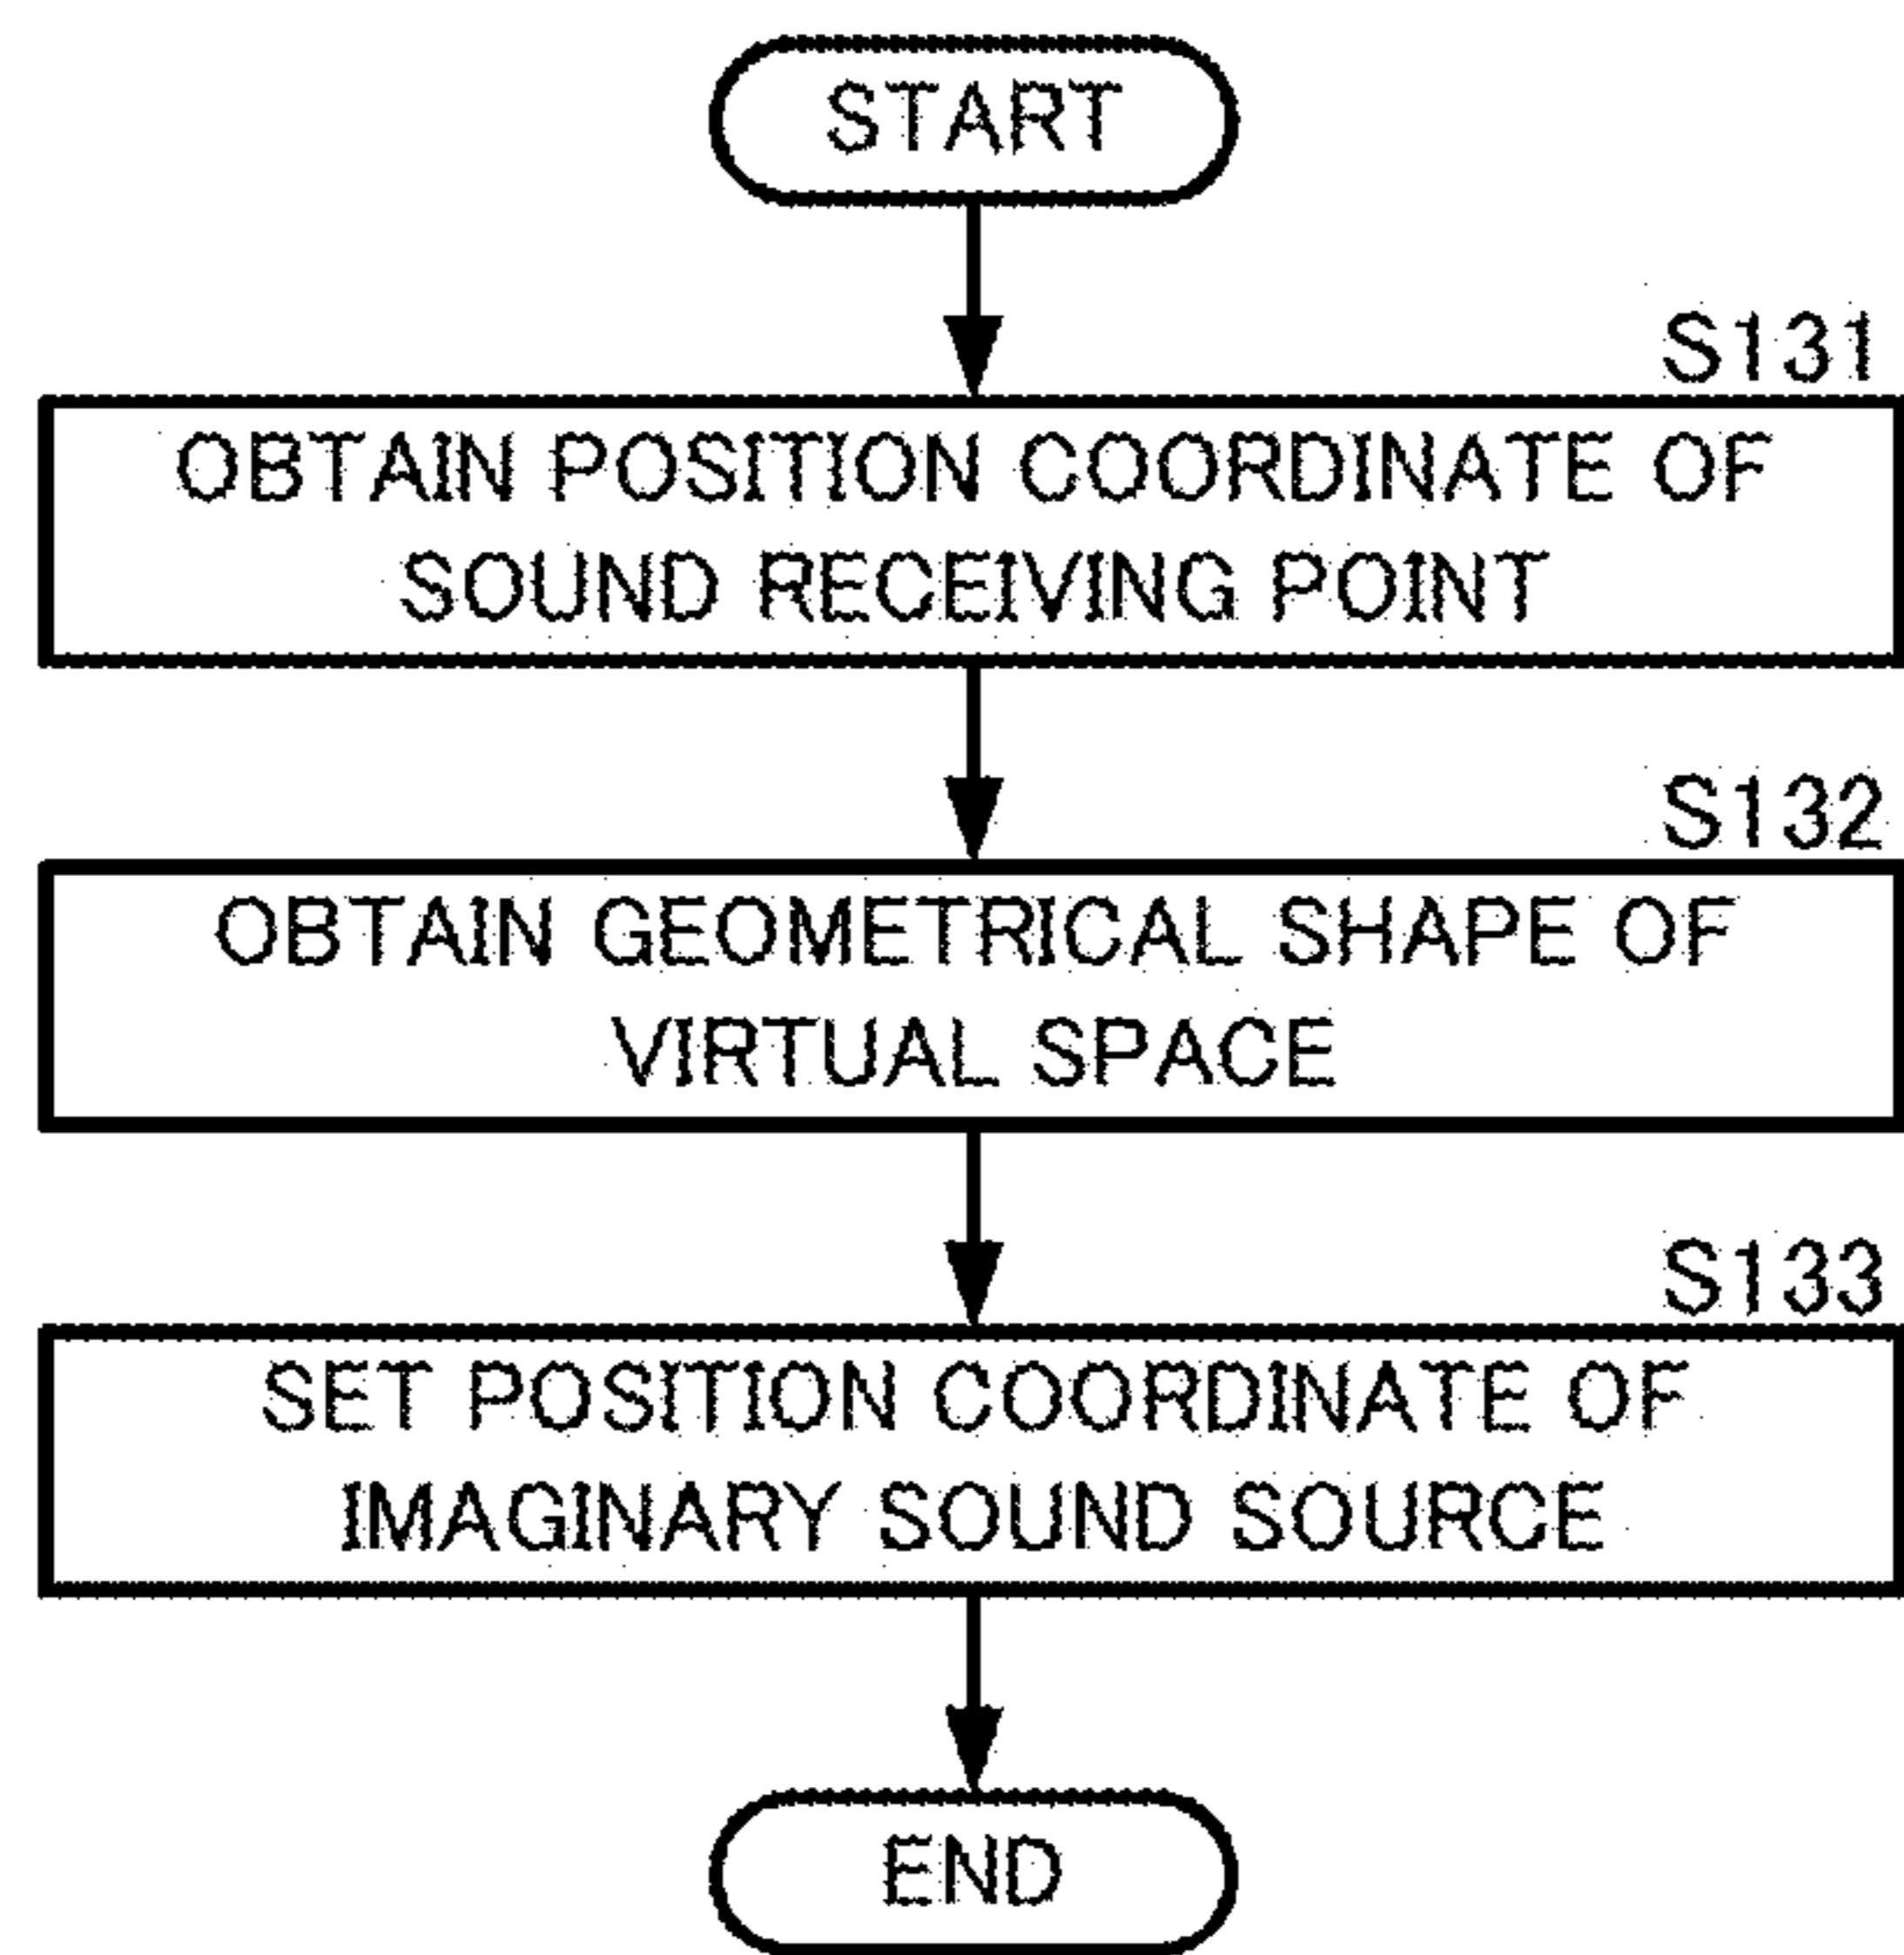 START
S131
OBTAIN POSITION COORDINATE OF
SOUND RECEIVING POINT
S132
OBTAIN GEOMETRICAL SHAPE OF
VIRTUAL SPACE
S133
SET POSITION COORDINATE OF
IMAGINARY SOUND SOURCE
END